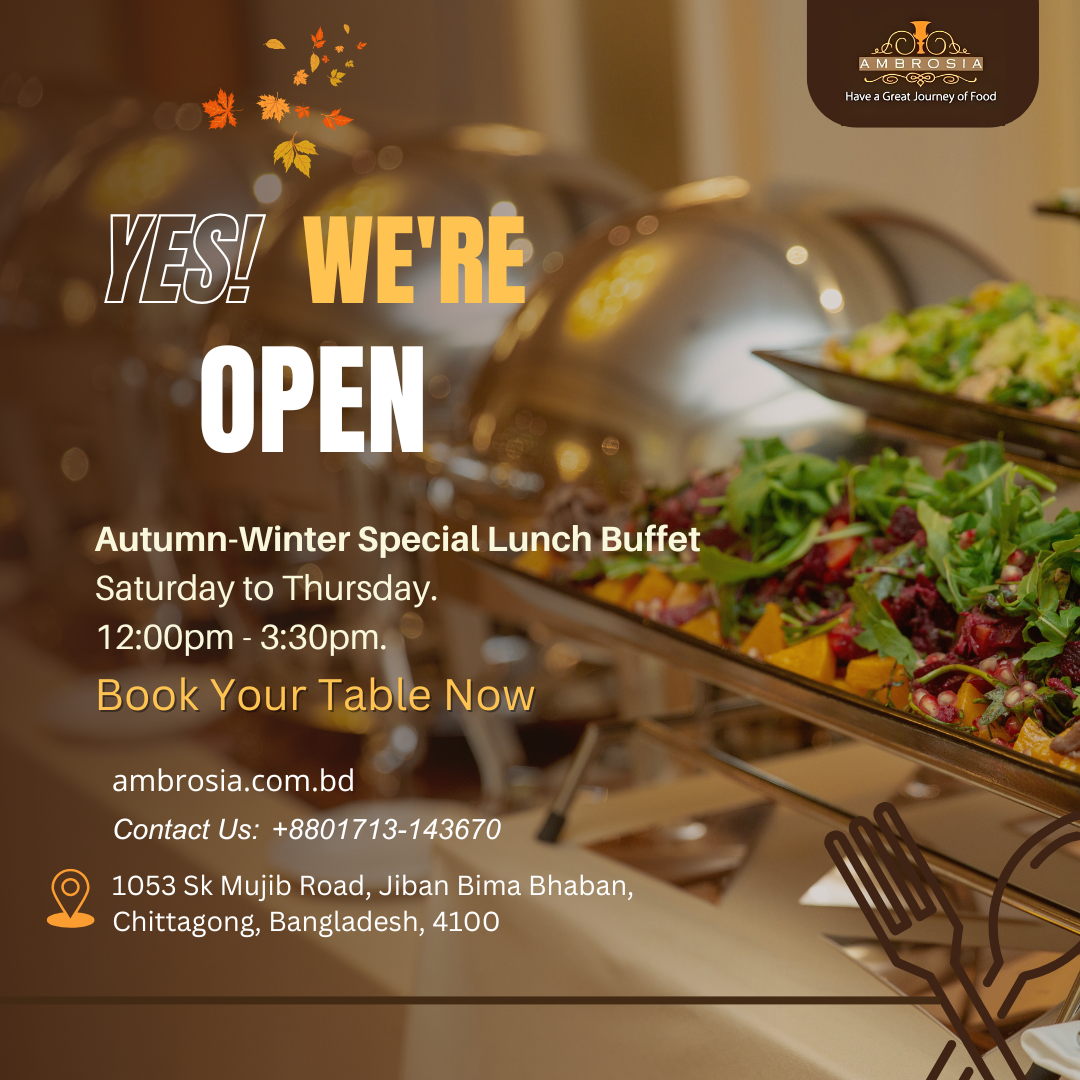 AMBROSIA
Have a Great Journey of Food
YES! WE'RE
OPEN
Autumn-Winter Special Lunch Buffet
Saturday to Thursday.
12:00pm - 3:30pm.
Book Your Table Now
ambrosia.com.bd
Contact Us: +8801713-143670
1053 Sk Mujib Road, Jiban Bima Bhaban,
Chittagong, Bangladesh, 4100